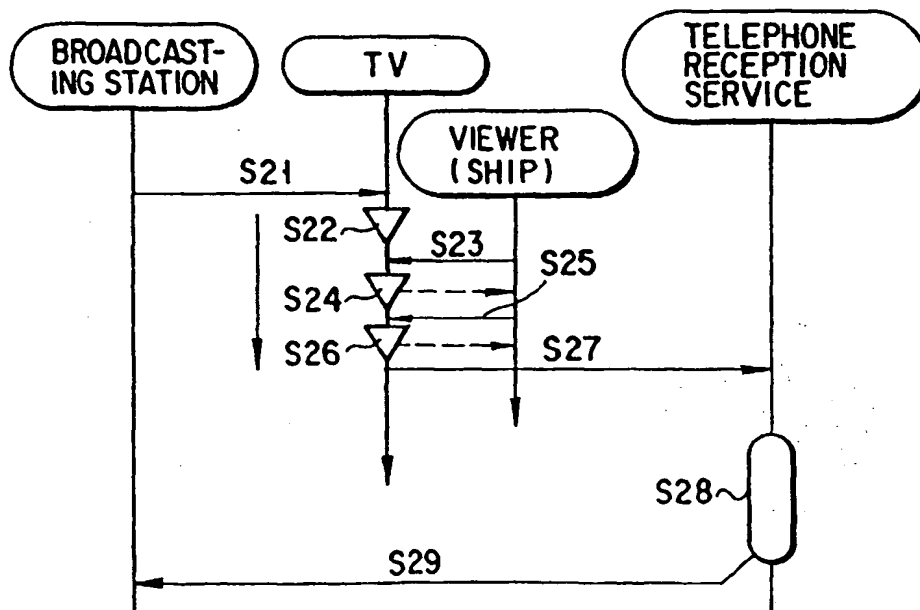 BROADCAST-
ING STATION
TV
TELEPHONE
RECEPTION
SERVICE
VIEWER
(SHIP)
S21
S22
S23
S25
S24
S26
S27
S28
S29